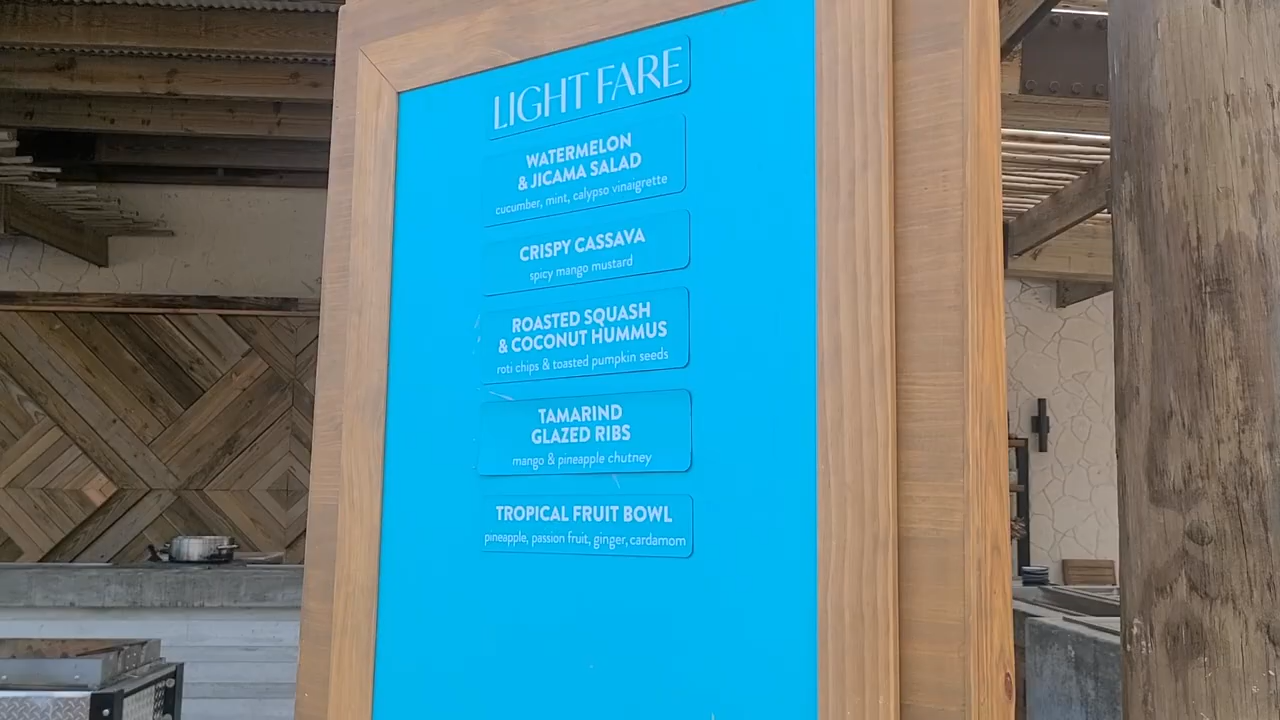 LIGHT FARE
WATERMELON
& JICAMA SALAD
cucumber, mint, calypso vinaigrette
CRISPY CASSAVA
spicy mango mustard
ROASTED SQUASH
& COCONUT HUMMUS
roti chips & toasted pumpkin seeds
TAMARIND
GLAZED RIBS
mango & pineapple chutney
TROPICAL FRUIT BOWL
pineapple, passion fruit, ginger, cardamom